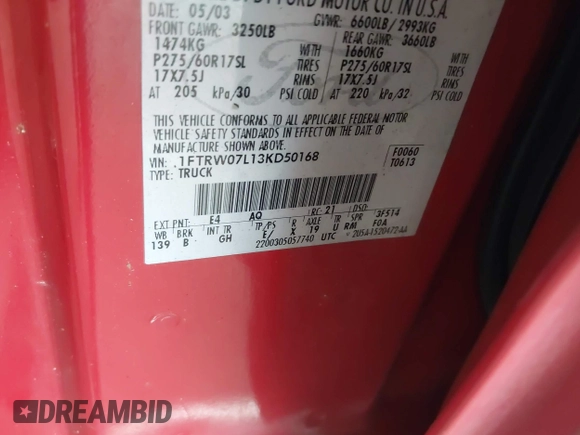 FORD MOTOR CO. IN U.S.A.
DATE: 05/03 GVWR: 6600LB/2993KG
FRONT GAWR: 3250LB REAR GAWR: 3660LB
1474KG WITH 1660KG WITH
P275/60R17SL TIRES P275/60R17SL TIRES
17X7.5J RIMS 17X7.5J RIMS
AT 205 kPa/30 PSI COLD AT 220 kPa/32 PSI COLD
THIS VEHICLE CONFORMS TO ALL APPLICABLE FEDERAL MOTOR
VEHICLE SAFETY STANDARDS IN EFFECT ON THE DATE OF
MANUFACTURE SHOWN ABOVE.
VIN: 1FTRW07L13KD50168 F0060
TYPE: TRUCK T0613
EXT PNT: E4 AQ RC: 21 DSO: 3F514
WB BRK INT TR TP/PS R AXLE TR SPR F0A
139 B GH E/ X 19 U RM
2200305057740 UTC
Ford
DREAMBID